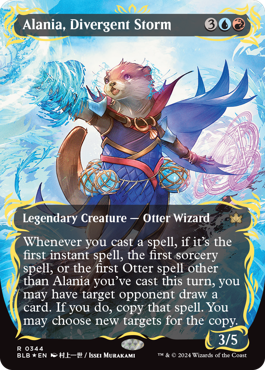 Alania, Divergent Storm 3
Legendary Creature — Otter Wizard
Whenever you cast a spell, if it's the
first instant spell, the first sorcery
spell, or the first Otter spell other
than Alania you've cast this turn, you
may have target opponent draw a
card. If you do, copy that spell. You
may choose new targets for the copy.
3/5
R 0344
BLB ★ EN 村上一世 / Issei Murakami ™ & © 2024 Wizards of the Coast